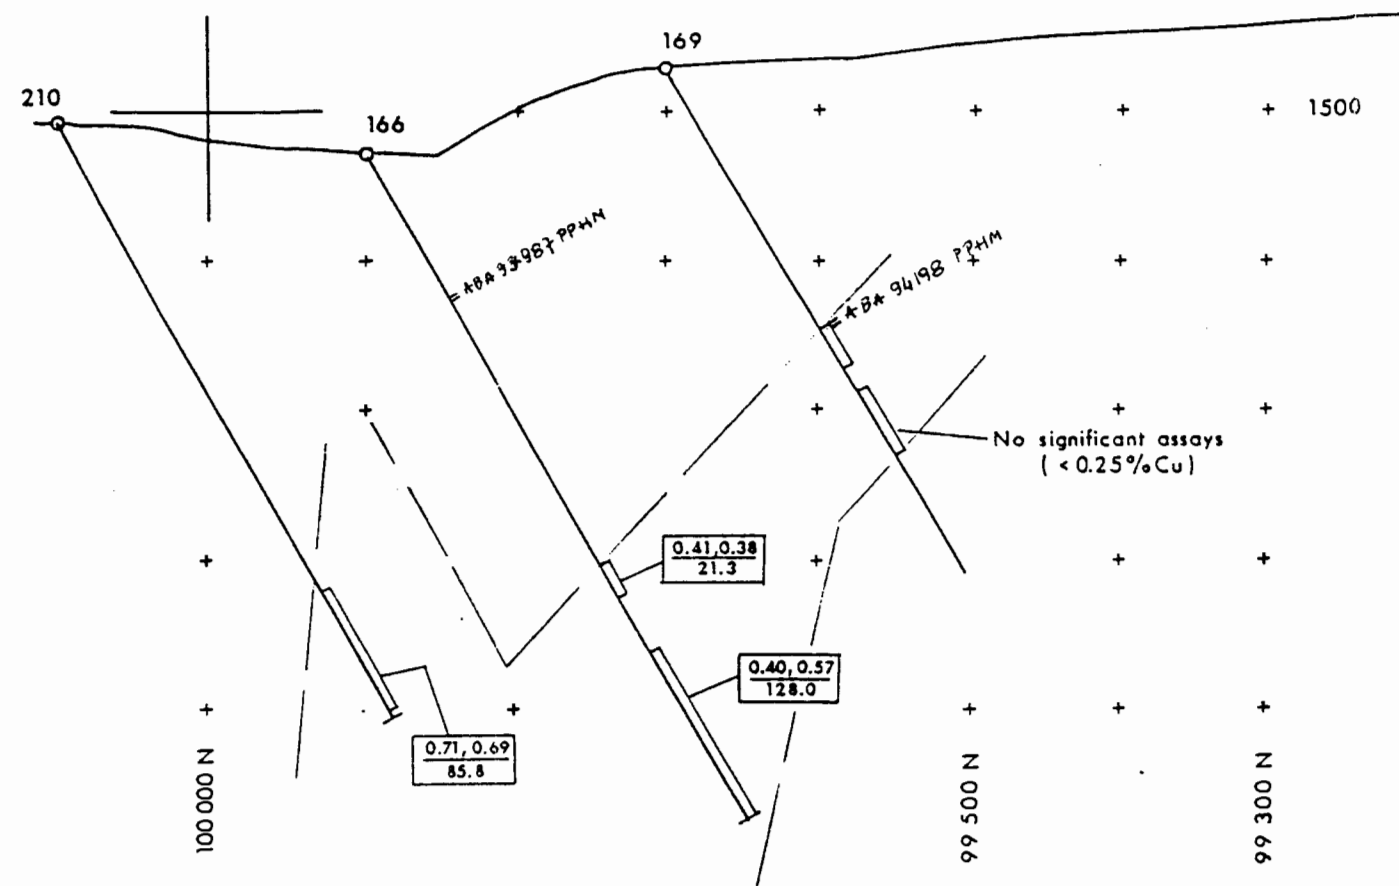 169
210
166
1500
ABA 93987 PPHM
ABA 94198 PPHM
No significant assays
( < 0.25% Cu )
0.41, 0.38
21.3
0.40, 0.57
128.0
0.71, 0.69
85.8
100 000 N
99 500 N
99 300 N